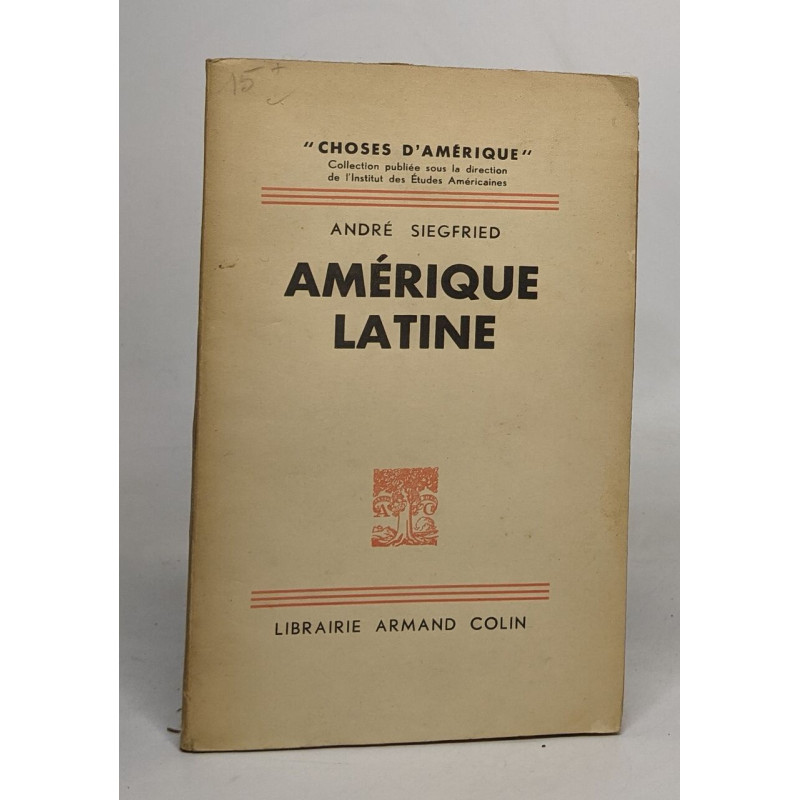 15+
"CHOSES D'AMÉRIQUE"
Collection publiée sous la direction
de l'Institut des Études Américaines
ANDRÉ SIEGFRIED
AMÉRIQUE
LATINE
A C
LIBRAIRIE ARMAND COLIN